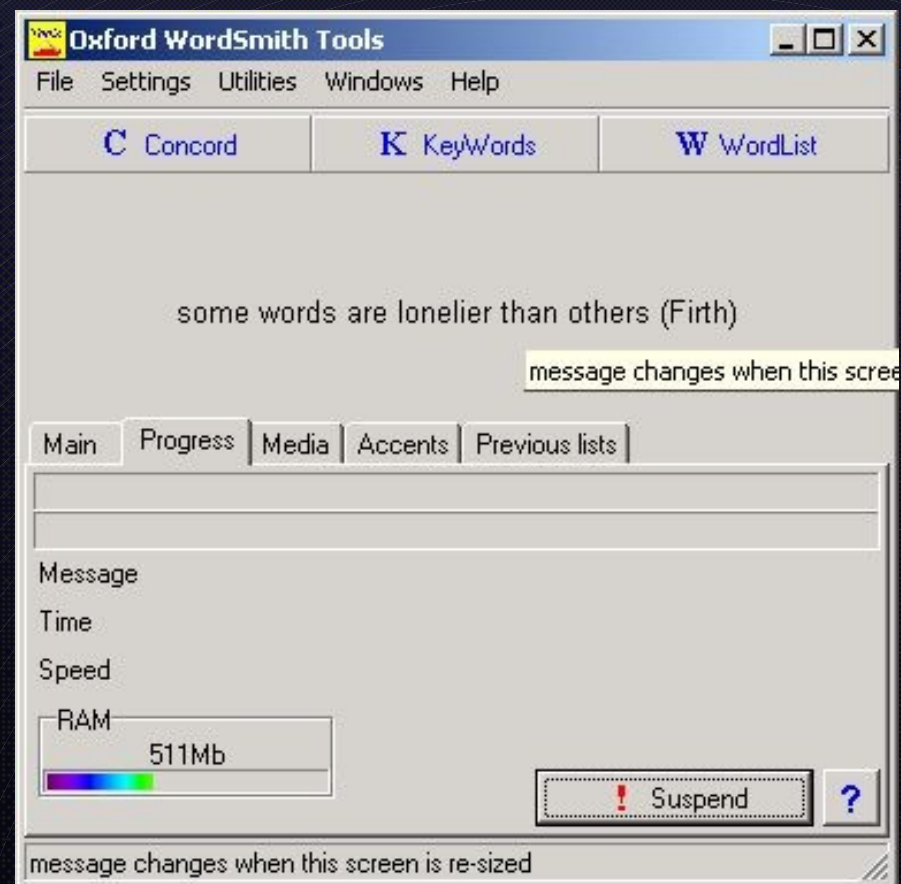 Oxford WordSmith Tools
File Settings Utilities Windows Help
C Concord K KeyWords W WordList
some words are lonelier than others (Firth)
message changes when this scree
Main Progress Media Accents Previous lists
Message
Time
Speed
RAM
511Mb
! Suspend ?
message changes when this screen is re-sized